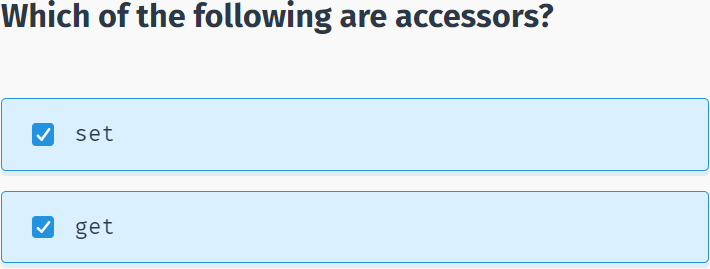 Which of the following are accessors?
set
get